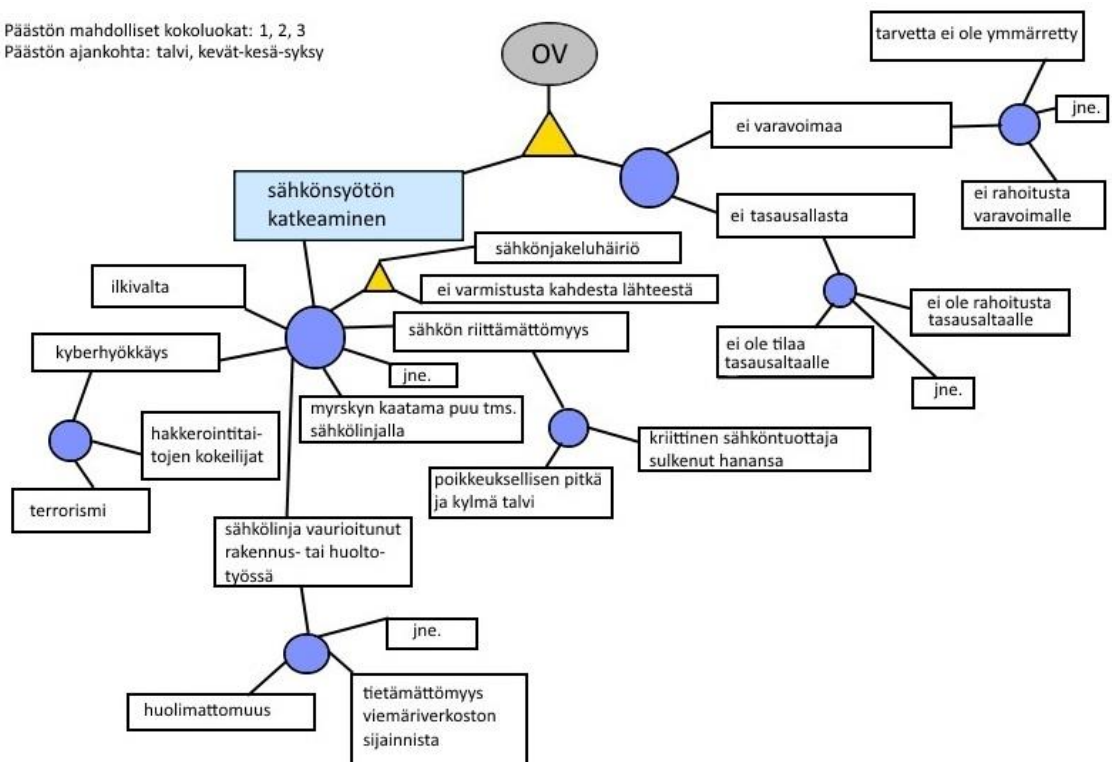 Päästön mahdolliset kokoluokat: 1, 2, 3
Päästön ajankohta: talvi, kevät-kesä-syksy
OV
tarvetta ei ole ymmärretty
jne.
ei varavoimaa
ei rahoitusta
varavoimalle
sähkönsyötön
katkeaminen
ei tasausallasta
sähkönjakeluhäiriö
ilkivalta
ei varmistusta kahdesta lähteestä
ei ole rahoitusta
tasausaltaalle
sähkön riittämättömyys
ei ole tilaa
tasausaltaalle
kyberhyökkäys
jne.
jne.
myrskyn kaatama puu tms.
sähkölinjalla
hakkerointitai-
tojen kokeilijat
kriittinen sähköntuottaja
sulkenut hanansa
poikkeuksellisen pitkä
ja kylmä talvi
terrorismi
sähkölinja vaurioitunut
rakennus- tai huolto-
työssä
jne.
huolimattomuus
tietämättömyys
viemäriverkoston
sijainnista